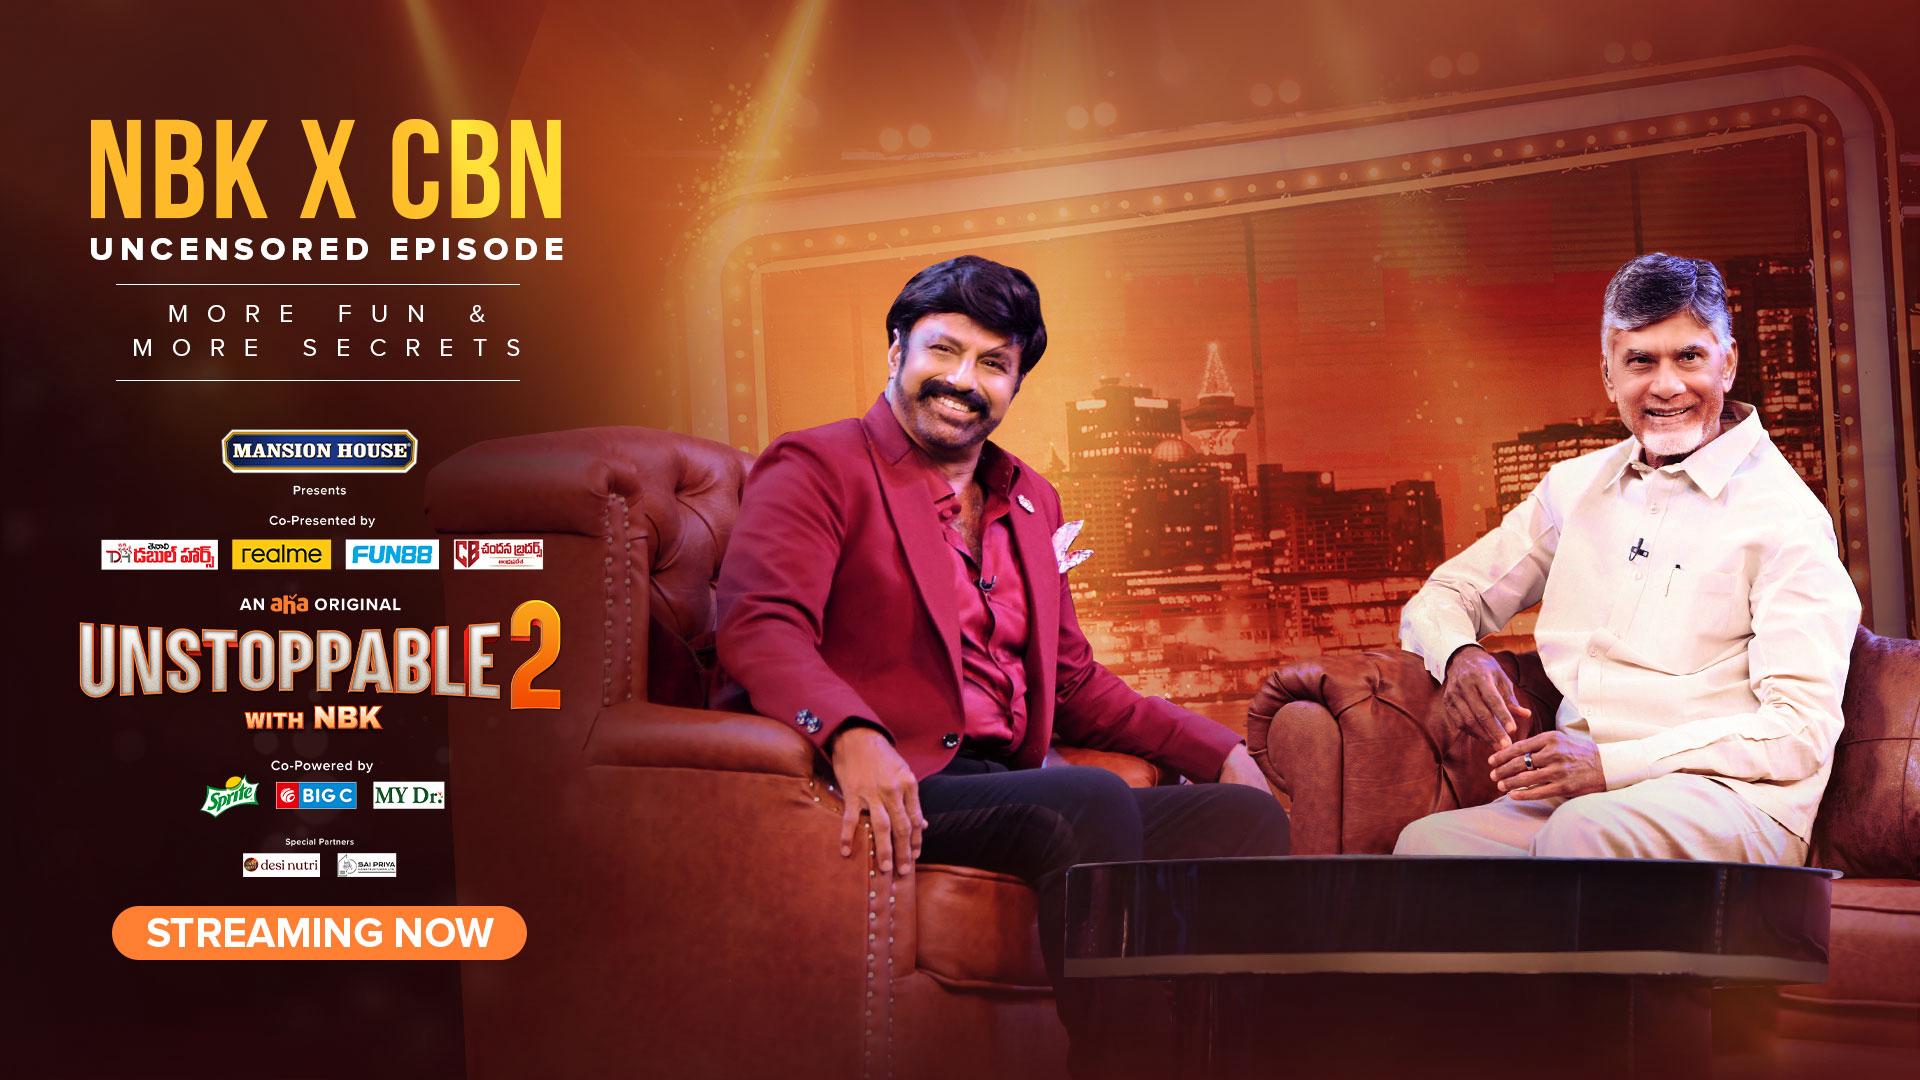 NBK X CBN
UNCENSORED EPISODE
MORE FUN &
MORE SECRETS
MANSION HOUSE
Presents
Co-Presented by
తెనాలి
డబుల్ హార్స్
realme
FUN88
CB చందన బ్రదర్స్
AN aha ORIGINAL
UNSTOPPABLE 2
WITH NBK
Co-Powered by
Sprite
BIG C
MY Dr.
Special Partners
desi nutri
SAI PRIYA
STREAMING NOW